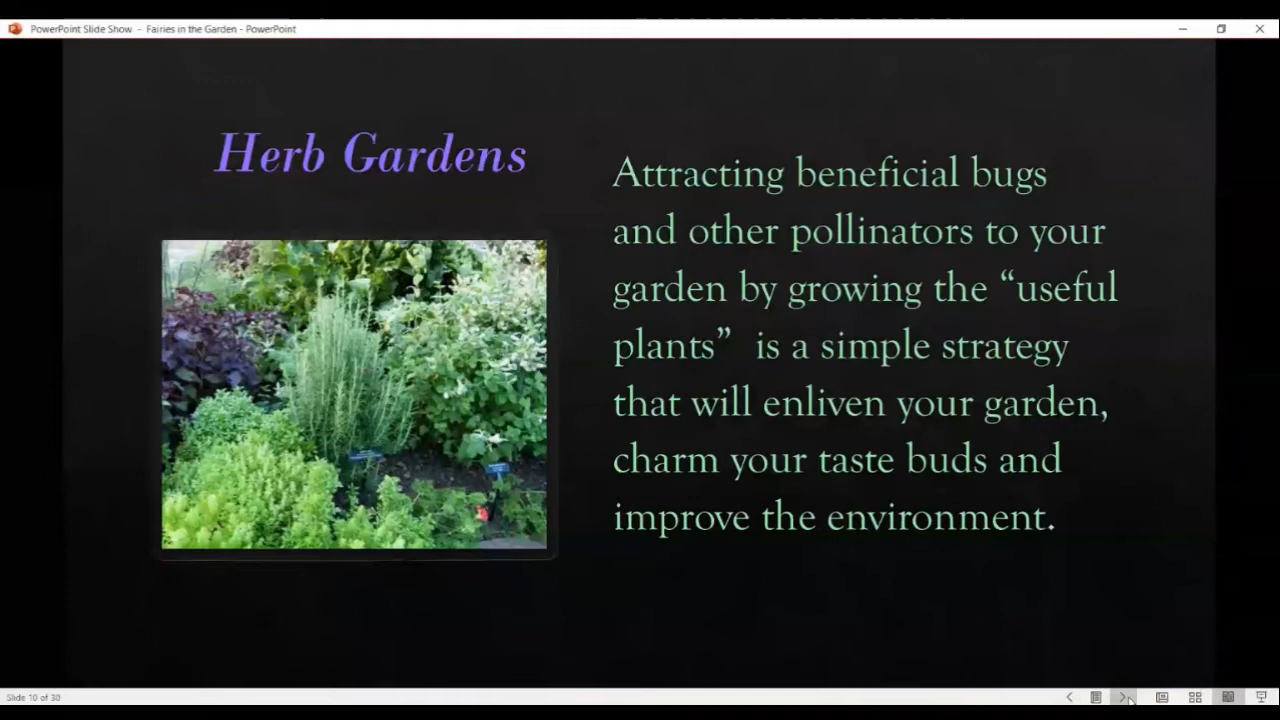 PowerPoint Slide Show - Fairies in the Garden - PowerPoint
Herb Gardens
Attracting beneficial bugs
and other pollinators to your
garden by growing the “useful
plants”  is a simple strategy
that will enliven your garden,
charm your taste buds and
improve the environment.
Slide 10 of 30